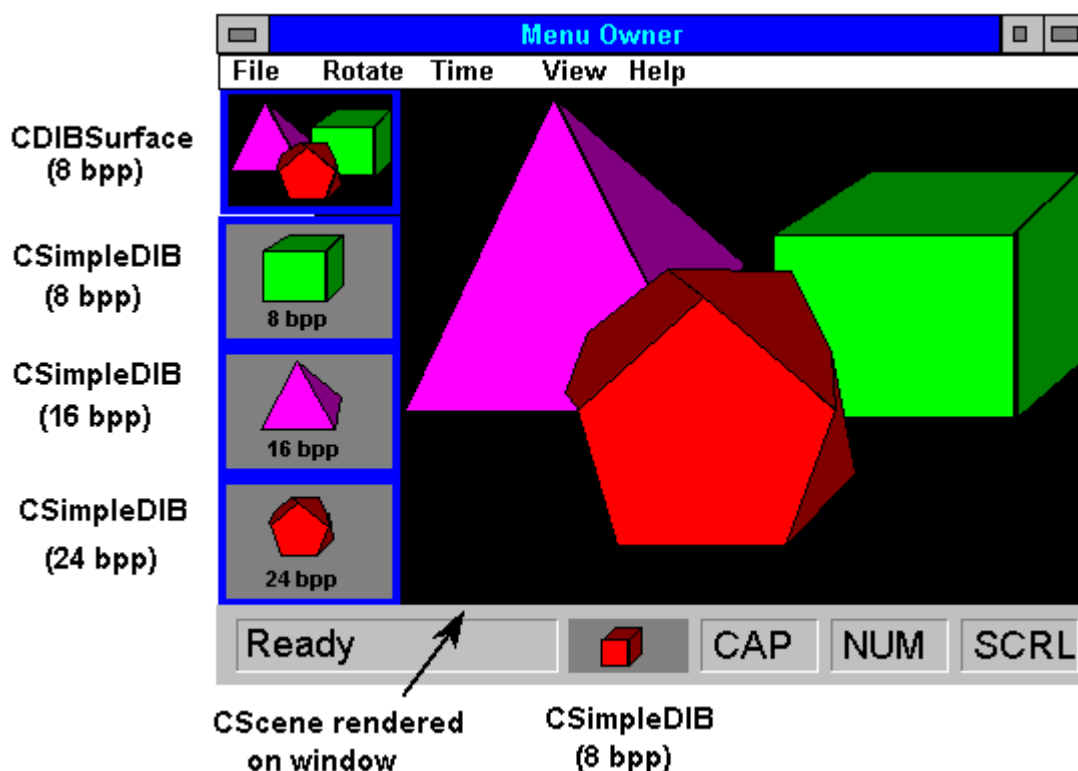 Menu Owner
File Rotate Time View Help
CDIBSurface
(8 bpp)
CSimpleDIB
(8 bpp)
8 bpp
CSimpleDIB
(16 bpp)
16 bpp
CSimpleDIB
(24 bpp)
24 bpp
Ready CAP NUM SCRL
CScene rendered
on window
CSimpleDIB
(8 bpp)